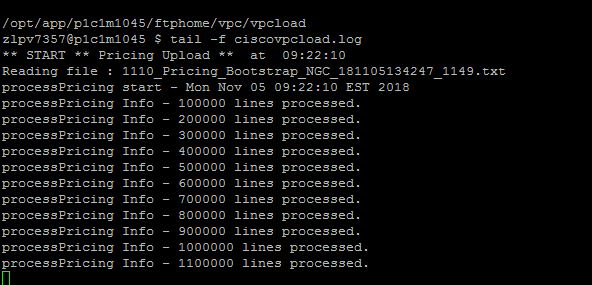 /opt/app/p1c1m1045/ftphome/vpc/vpcload
zlpv7357@p1c1m1045 $ tail -f ciscovpcload.log
** START ** Pricing Upload **  at  09:22:10
Reading file : 1110_Pricing_Bootstrap_NGC_181105134247_1149.txt
processPricing start - Mon Nov 05 09:22:10 EST 2018
processPricing Info - 100000 lines processed.
processPricing Info - 200000 lines processed.
processPricing Info - 300000 lines processed.
processPricing Info - 400000 lines processed.
processPricing Info - 500000 lines processed.
processPricing Info - 600000 lines processed.
processPricing Info - 700000 lines processed.
processPricing Info - 800000 lines processed.
processPricing Info - 900000 lines processed.
processPricing Info - 1000000 lines processed.
processPricing Info - 1100000 lines processed.